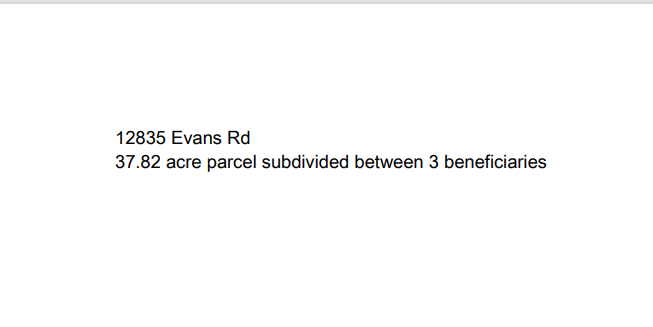 12835 Evans Rd
37.82 acre parcel subdivided between 3 beneficiaries